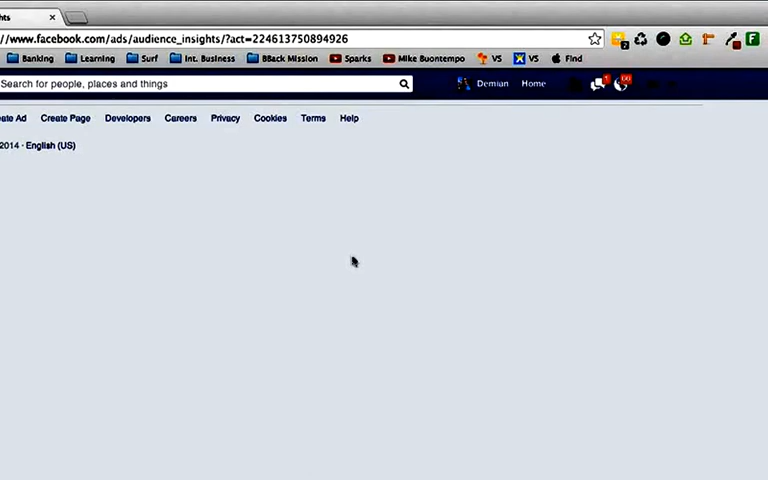 hts
//www.facebook.com/ads/audience_insights/?act=224613750894926
Banking Learning Surf Int. Business BBack Mission Sparks Mike Buontempo VS VS Find
Search for people, places and things Demian Home
ate Ad Create Page Developers Careers Privacy Cookies Terms Help
2014 · English (US)